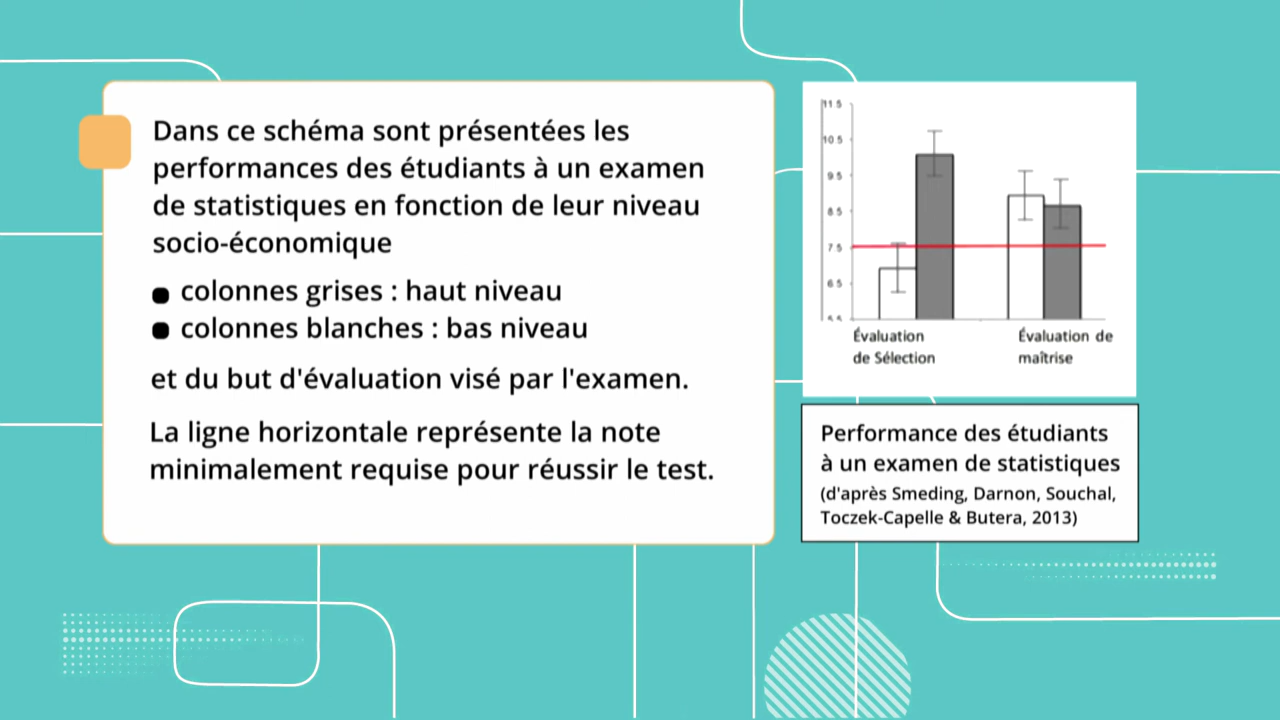 Dans ce schéma sont présentées les
performances des étudiants à un examen
de statistiques en fonction de leur niveau
socio-économique
colonnes grises : haut niveau
colonnes blanches : bas niveau
et du but d'évaluation visé par l'examen.
La ligne horizontale représente la note
minimalement requise pour réussir le test.
11.5
10.5
9.5
8.5
7.5
6.5
Évaluation
de Sélection
Évaluation de
maîtrise
Performance des étudiants
à un examen de statistiques
(d'après Smeding, Darnon, Souchal,
Toczek-Capelle & Butera, 2013)